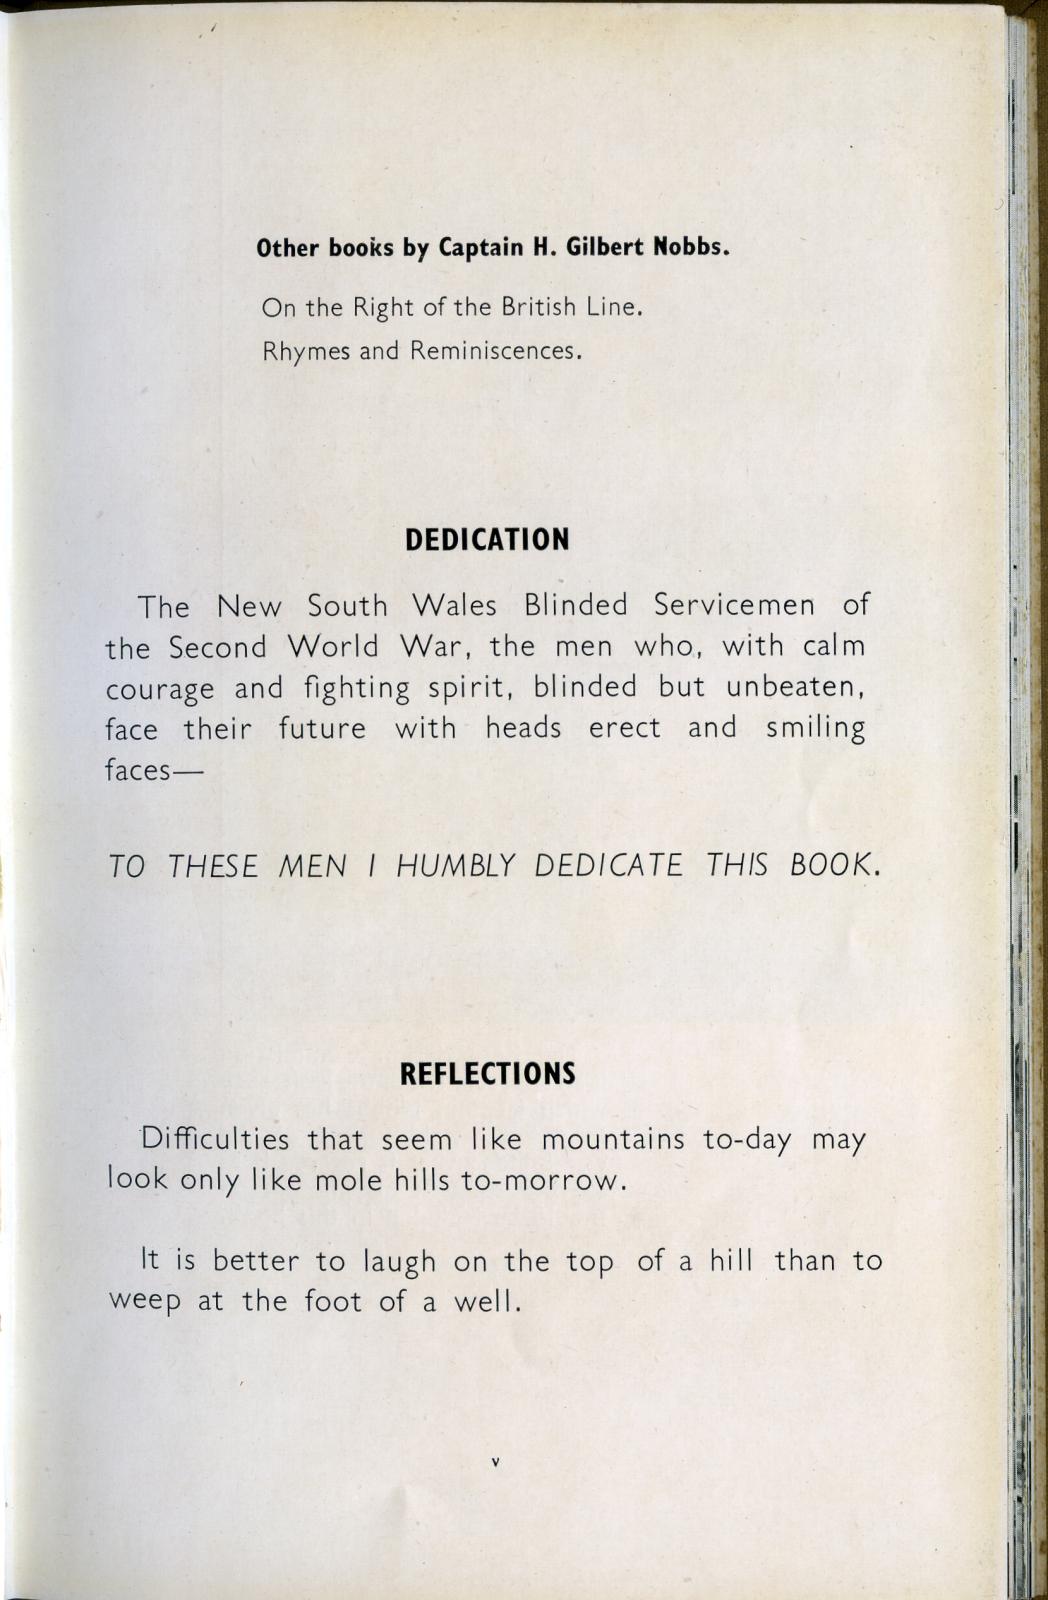 Other books by Captain H. Gilbert Nobbs.
On the Right of the British Line.
Rhymes and Reminiscences.
DEDICATION
The New South Wales Blinded Servicemen of
the Second World War, the men who, with calm
courage and fighting spirit, blinded but unbeaten,
face their future with heads erect and smiling
faces—
TO THESE MEN I HUMBLY DEDICATE THIS BOOK.
REFLECTIONS
Difficulties that seem like mountains to-day may
look only like mole hills to-morrow.
It is better to laugh on the top of a hill than to
weep at the foot of a well.
v